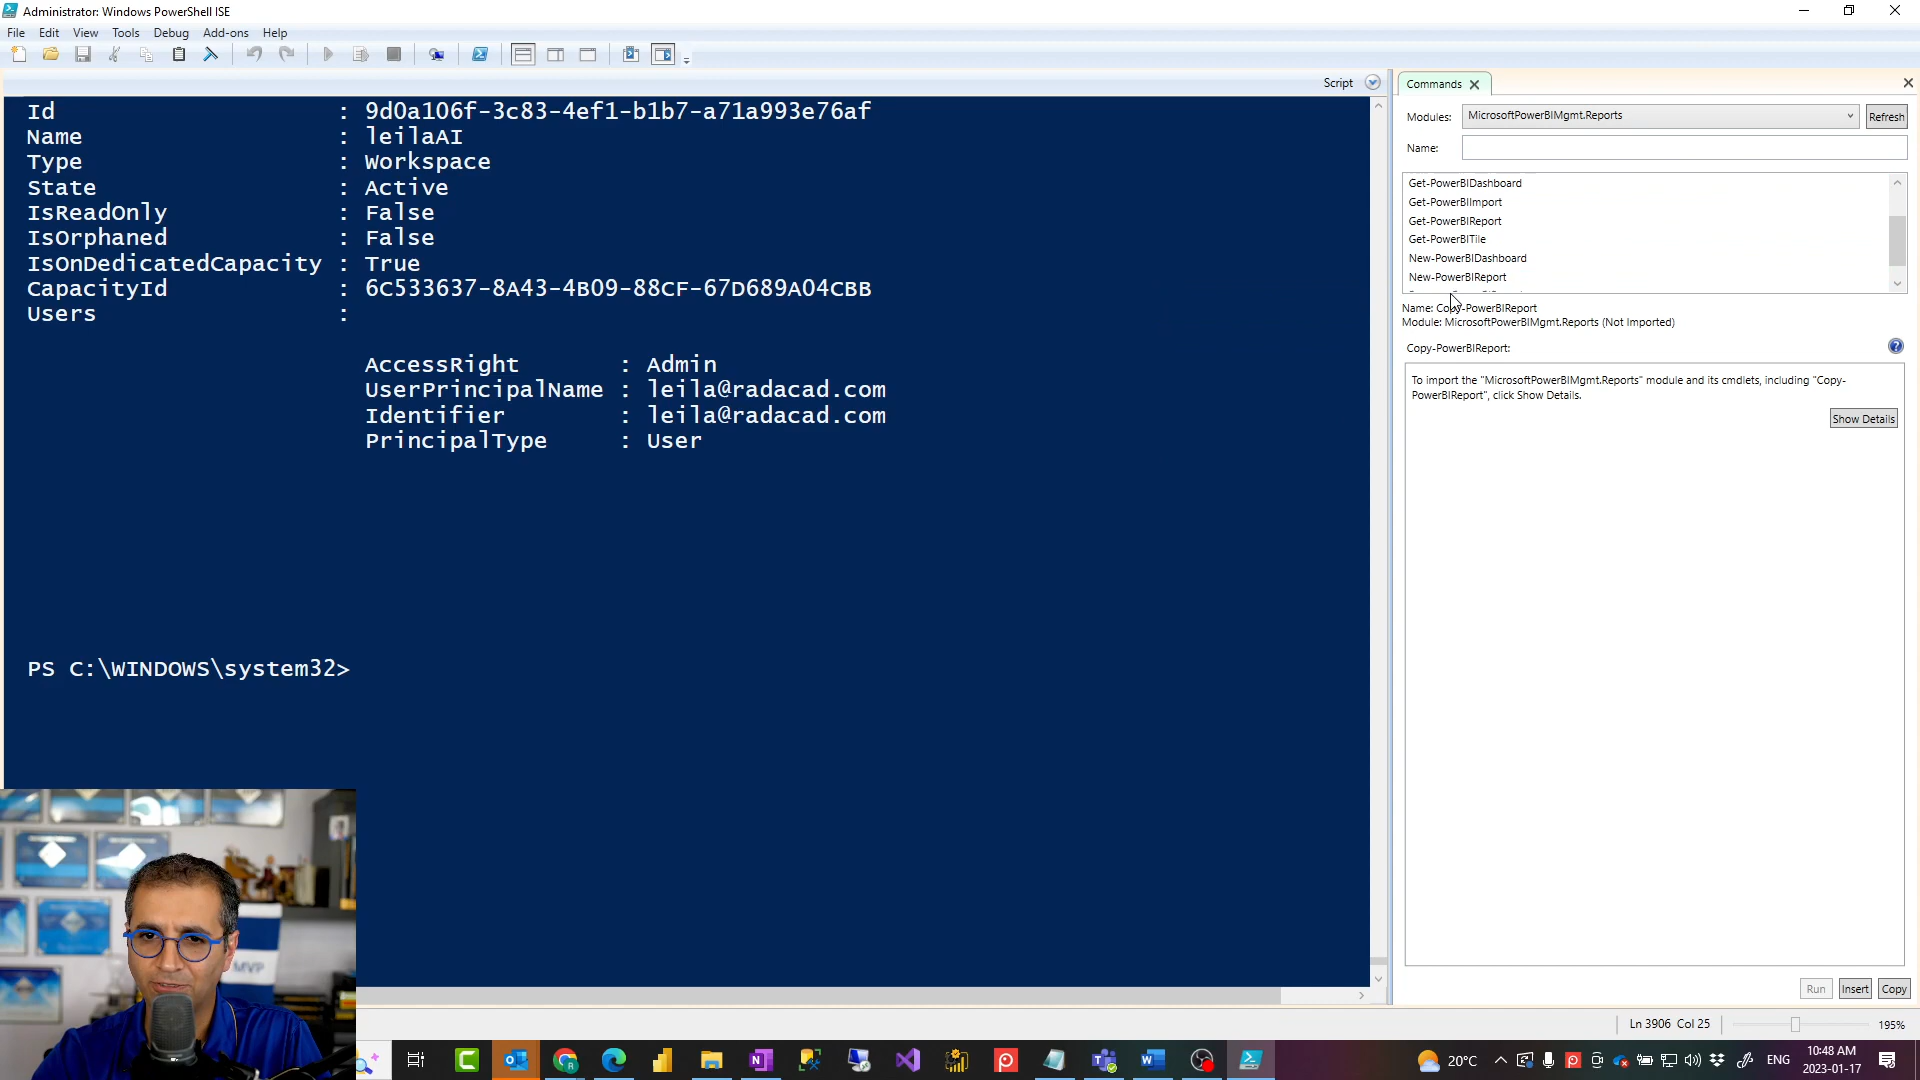 Administrator: Windows PowerShell ISE
File Edit View Tools Debug Add-ons Help
Script
Id : 9d0a106f-3c83-4ef1-b1b7-a71a993e76af
Name : leilaAI
Type : Workspace
State : Active
IsReadOnly : False
IsOrphaned : False
IsOnDedicatedCapacity : True
CapacityId : 6C533637-8A43-4B09-88CF-67D689A04CBB
Users :
AccessRight : Admin
UserPrincipalName : leila@radacad.com
Identifier : leila@radacad.com
PrincipalType : User
PS C:\WINDOWS\system32>
Commands
Modules: MicrosoftPowerBIMgmt.Reports Refresh
Name:
Get-PowerBIDashboard
Get-PowerBIImport
Get-PowerBIReport
Get-PowerBITile
New-PowerBIDashboard
New-PowerBIReport
Name: Copy-PowerBIReport
Module: MicrosoftPowerBIMgmt.Reports (Not Imported)
Copy-PowerBIReport:
To import the "MicrosoftPowerBIMgmt.Reports" module and its cmdlets, including "Copy-
PowerBIReport", click Show Details.
Show Details
Run Insert Copy
Ln 3906 Col 25 195%
MVP
20°C ENG 10:48 AM
2023-01-17